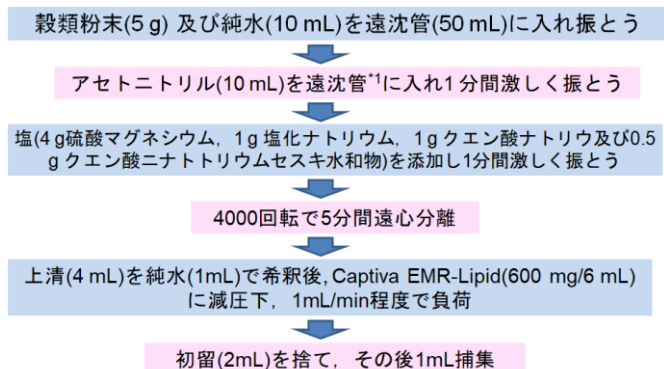 穀類粉末(5 g) 及び純水(10 mL)を遠沈管(50 mL)に入れ振とう
アセトニトリル(10 mL)を遠沈管*1に入れ1 分間激しく振とう
塩(4 g硫酸マグネシウム，1 g 塩化ナトリウム，1 g クエン酸ナトリウ及び0.5
g クエン酸ニナトトリウムセスキ水和物)を添加し1分間激しく振とう
4000回転で5分間遠心分離
上清(4 mL)を純水(1mL)で希釈後, Captiva EMR-Lipid(600 mg/6 mL)
に減圧下，1mL/min程度で負荷
初留(2mL)を捨て，その後1mL捕集